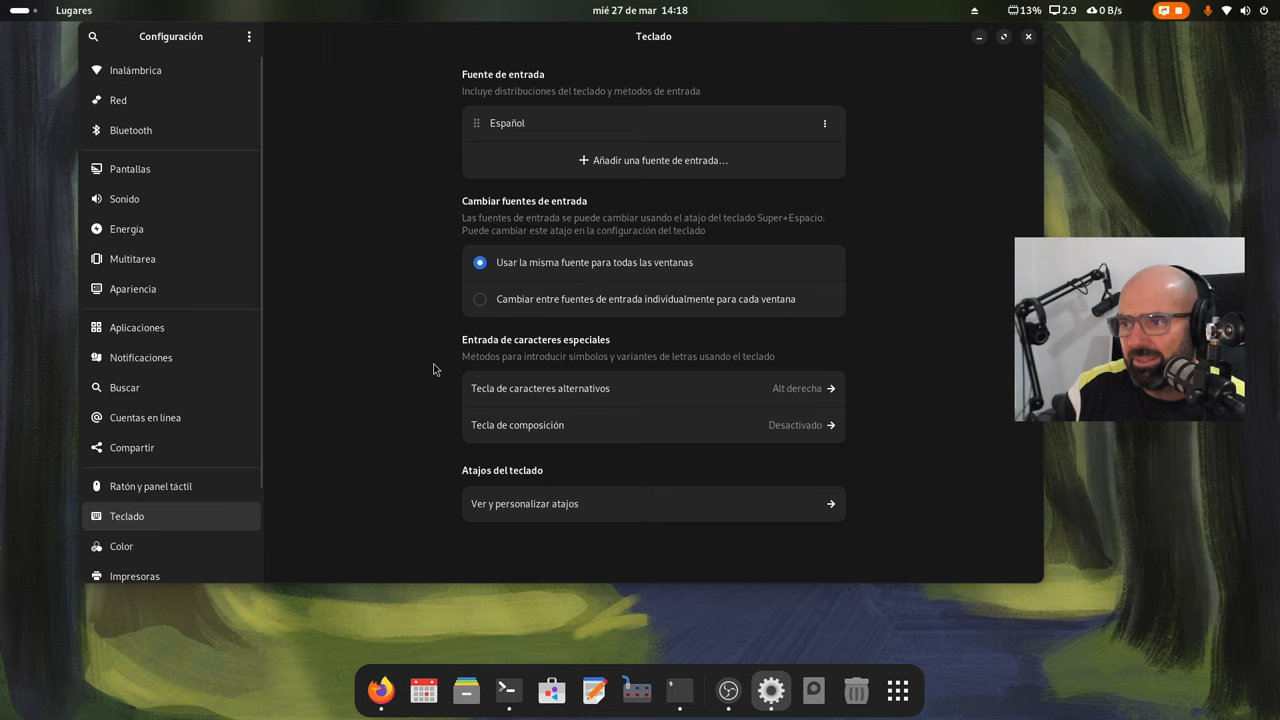 Lugares
mié 27 de mar 14:18
13%
2.9
0 B/s
Configuración
Teclado
Inalámbrica
Red
Bluetooth
Pantallas
Sonido
Energía
Multitarea
Apariencia
Aplicaciones
Notificaciones
Buscar
Cuentas en línea
Compartir
Ratón y panel táctil
Teclado
Color
Impresoras
Fuente de entrada
Incluye distribuciones del teclado y métodos de entrada
Español
Añadir una fuente de entrada…
Cambiar fuentes de entrada
Las fuentes de entrada se puede cambiar usando el atajo del teclado Super+Espacio.
Puede cambiar este atajo en la configuración del teclado
Usar la misma fuente para todas las ventanas
Cambiar entre fuentes de entrada individualmente para cada ventana
Entrada de caracteres especiales
Métodos para introducir símbolos y variantes de letras usando el teclado
Tecla de caracteres alternativos Alt derecha
Tecla de composición Desactivado
Atajos del teclado
Ver y personalizar atajos